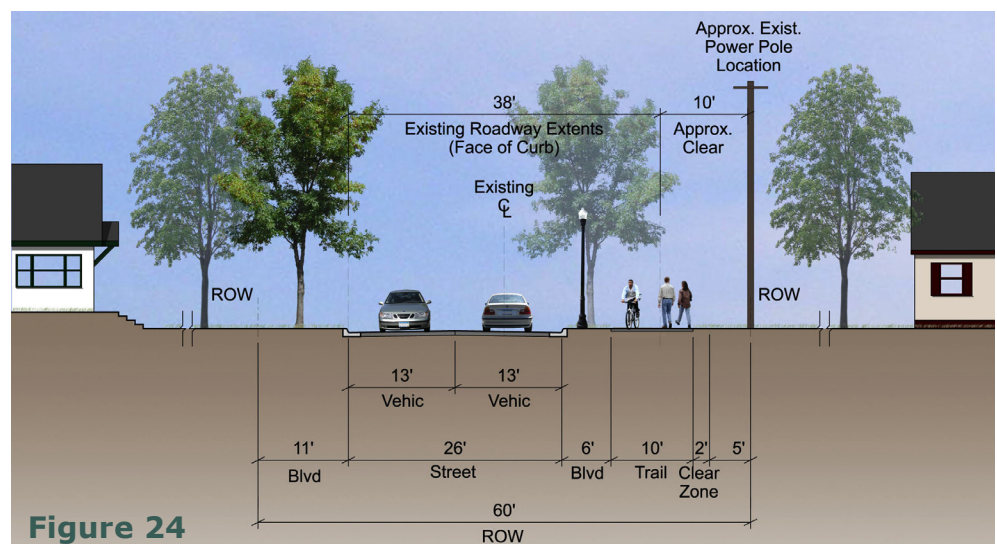 Approx. Exist.
Power Pole
Location
38'
10'
Existing Roadway Extents
(Face of Curb)
Approx.
Clear
Existing
℄
ROW
ROW
13'
13'
Vehic
Vehic
11'
26'
6'
10'
2'
5'
Blvd
Street
Blvd
Trail
Clear
Zone
60'
ROW
Figure 24